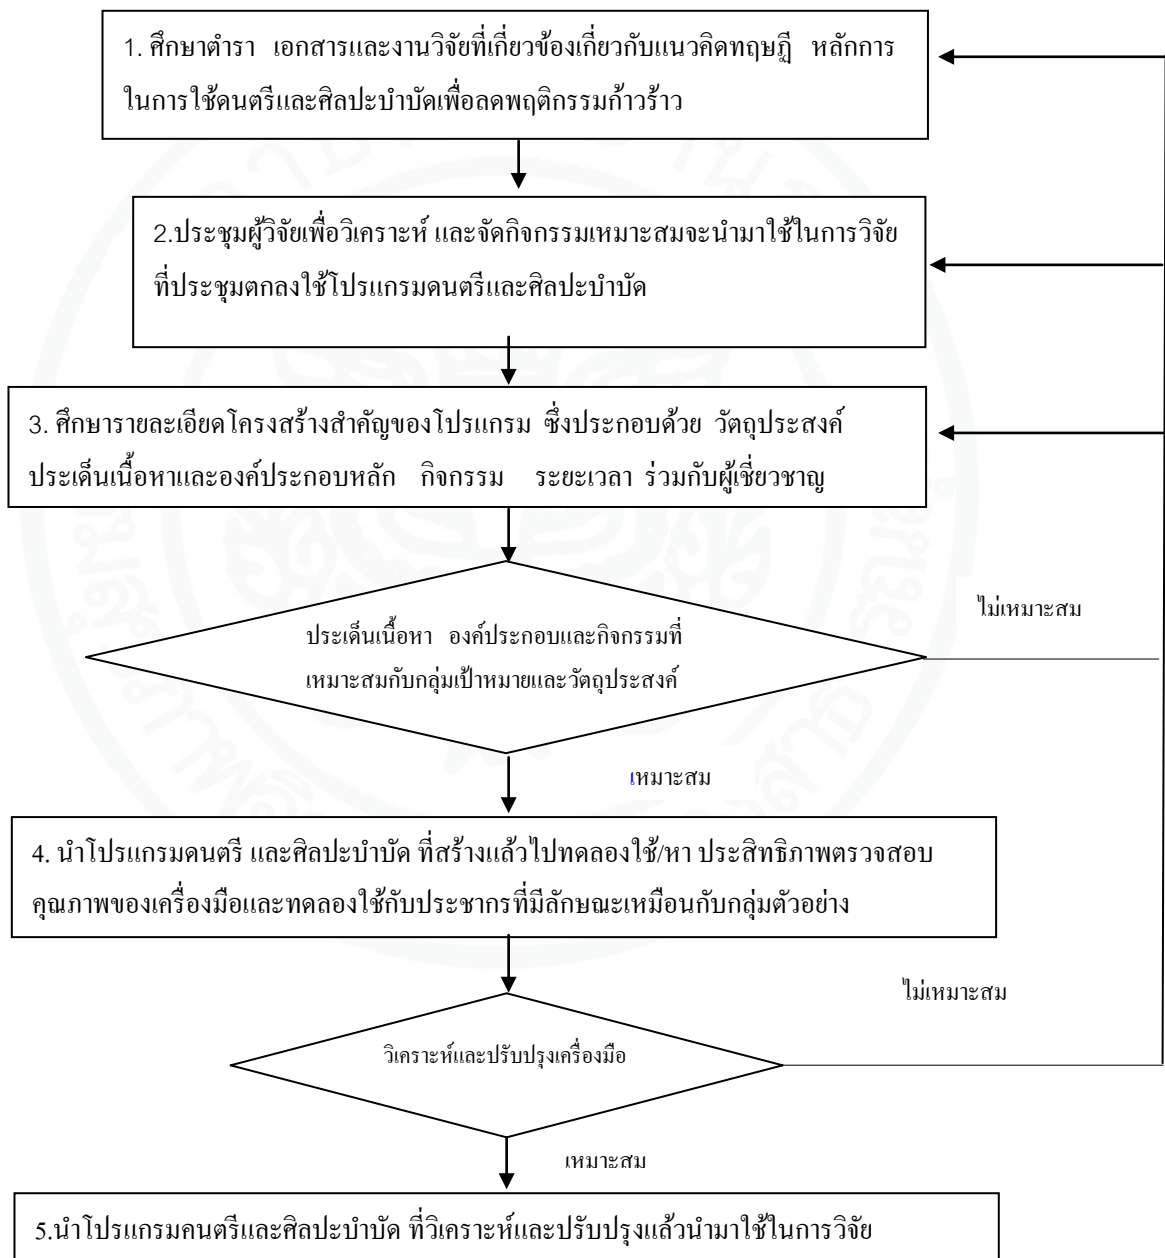 1. ศึกษาตำรา เอกสารและงานวิจัยที่เกี่ยวข้องเกี่ยวกับแนวคิดทฤษฎี หลักการ
ในการใช้ดนตรีและศิลปะบำบัดเพื่อลดพฤติกรรมก้าวร้าว
2.ประชุมผู้วิจัยเพื่อวิเคราะห์ และจัดกิจกรรมเหมาะสมจะนำมาใช้ในการวิจัย
ที่ประชุมตกลงใช้โปรแกรมดนตรีและศิลปะบำบัด
3. ศึกษารายละเอียดโครงสร้างสำคัญของโปรแกรม ซึ่งประกอบด้วย วัตถุประสงค์
ประเด็นเนื้อหาและองค์ประกอบหลัก กิจกรรม ระยะเวลา ร่วมกับผู้เชี่ยวชาญ
ไม่เหมาะสม
ประเด็นเนื้อหา องค์ประกอบและกิจกรรมที่
เหมาะสมกับกลุ่มเป้าหมายและวัตถุประสงค์
เหมาะสม
4. นำโปรแกรมดนตรี และศิลปะบำบัด ที่สร้างแล้วไปทดลองใช้/หา ประสิทธิภาพตรวจสอบ
คุณภาพของเครื่องมือและทดลองใช้กับประชากรที่มีลักษณะเหมือนกับกลุ่มตัวอย่าง
ไม่เหมาะสม
วิเคราะห์และปรับปรุงเครื่องมือ
เหมาะสม
5.นำโปรแกรมดนตรีและศิลปะบำบัด ที่วิเคราะห์และปรับปรุงแล้วนำมาใช้ในการวิจัย